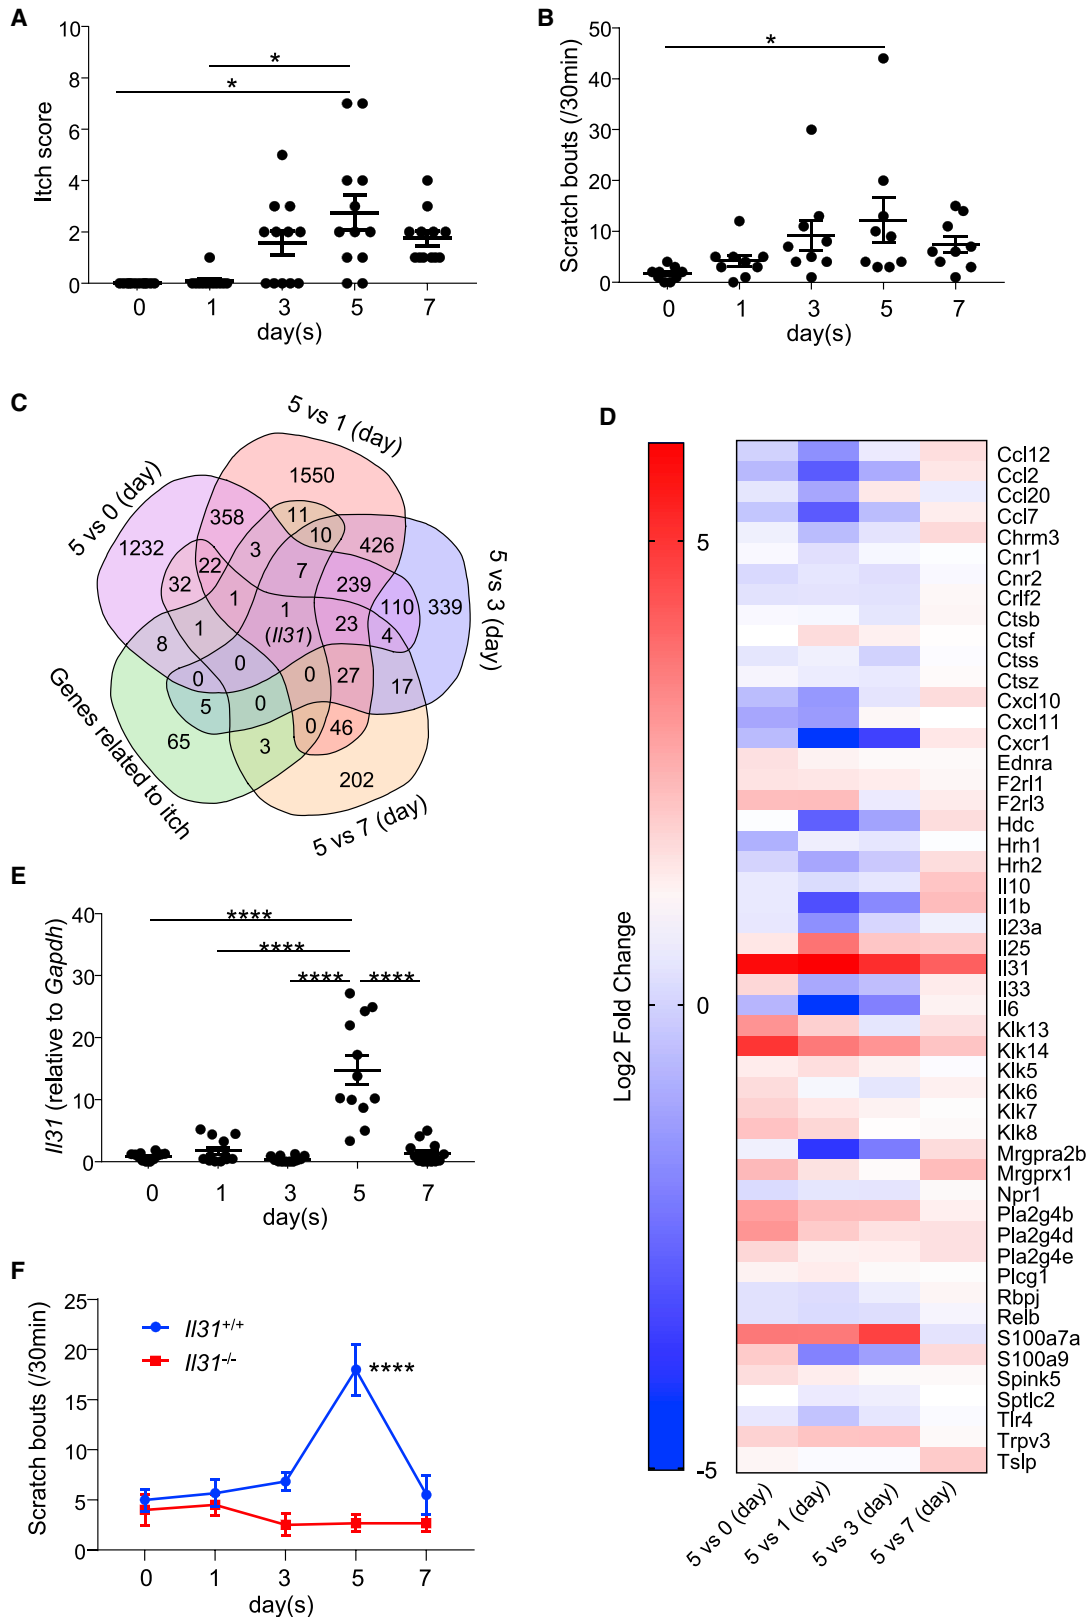 A
10
8
6
4
2
0
Itch score
*
*
0 1 3 5 7
day(s)
B
50
40
30
20
10
0
Scratch bouts (/30min)
*
0 1 3 5 7
day(s)
C
5 vs 0 (day)
5 vs 1 (day)
5 vs 3 (day)
5 vs 7 (day)
Genes related to itch
1550
11
358
10
426
1232
3
22
7
32
239
110
339
1
1
(Il31)
23
4
1
8
0
0
0
27
17
5
0
65
3
0
46
202
D
5
0
-5
Log2 Fold Change
Ccl12
Ccl2
Ccl20
Ccl7
Chrm3
Cnr1
Cnr2
Crlf2
Ctsb
Ctsf
Ctss
Ctsz
Cxcl10
Cxcl11
Cxcr1
Ednra
F2rl1
F2rl3
Hdc
Hrh1
Hrh2
Il10
Il1b
Il23a
Il25
Il31
Il33
Il6
Klk13
Klk14
Klk5
Klk6
Klk7
Klk8
Mrgpra2b
Mrgprx1
Npr1
Pla2g4b
Pla2g4d
Pla2g4e
Plcg1
Rbpj
Relb
S100a7a
S100a9
Spink5
Sptlc2
Tlr4
Trpv3
Tslp
5 vs 0 (day)
5 vs 1 (day)
5 vs 3 (day)
5 vs 7 (day)
E
40
30
20
10
0
Il31 (relative to Gapdh)
****
****
**** ****
0 1 3 5 7
day(s)
F
25
20
15
10
5
0
Scratch bouts (/30min)
Il31+/+
Il31-/-
****
0 1 3 5 7
day(s)